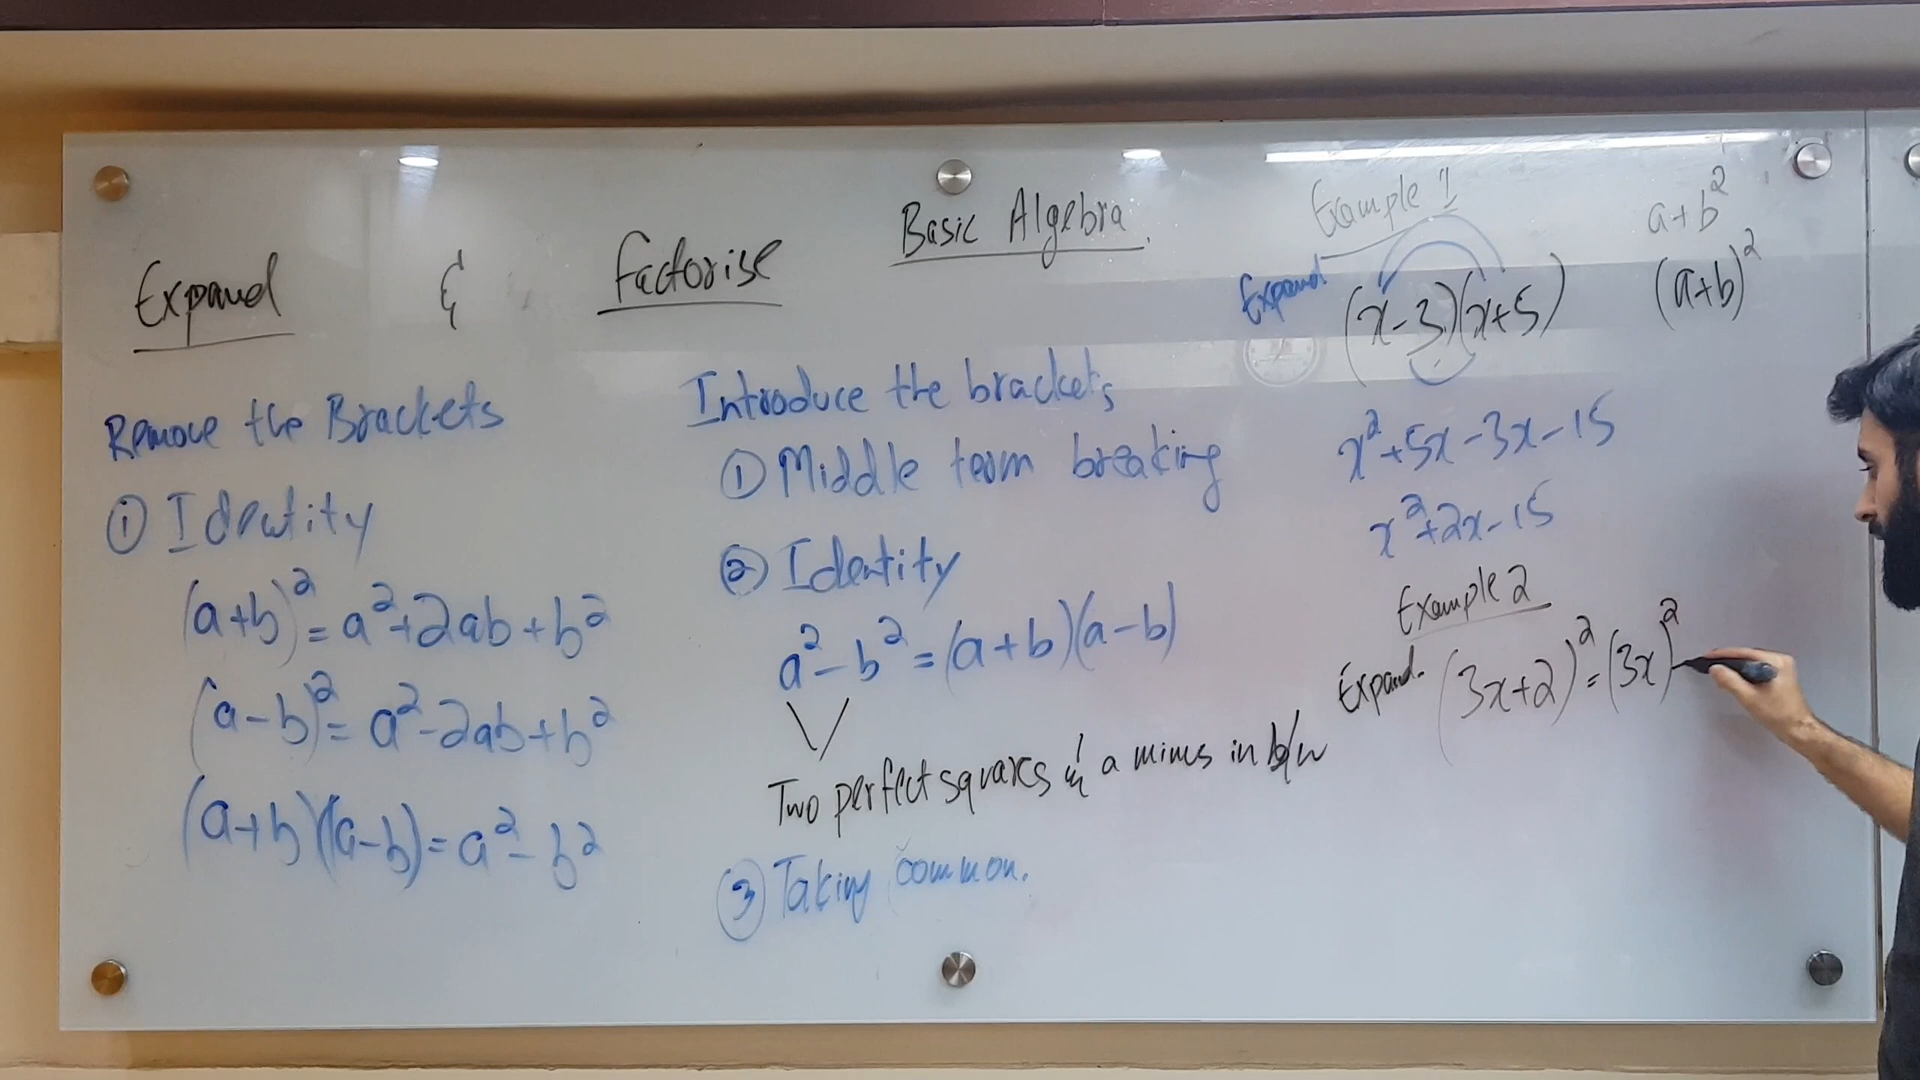 Basic Algebra.
Expand & Factorise
Remove the Brackets
① Identity
(a+b)² = a²+2ab+b²
(a-b)² = a²-2ab+b²
(a+b)(a-b) = a²-b²
Introduce the brackets
① Middle term breaking
② Identity
a²-b² = (a+b)(a-b)
Two perfect squares & a minus in b/w
③ Taking common.
Example 1
Expand (x-3)(x+5)
x²+5x-3x-15
x²+2x-15
a+b²
(a+b)²
Example 2
Expand. (3x+2)² = (3x)²